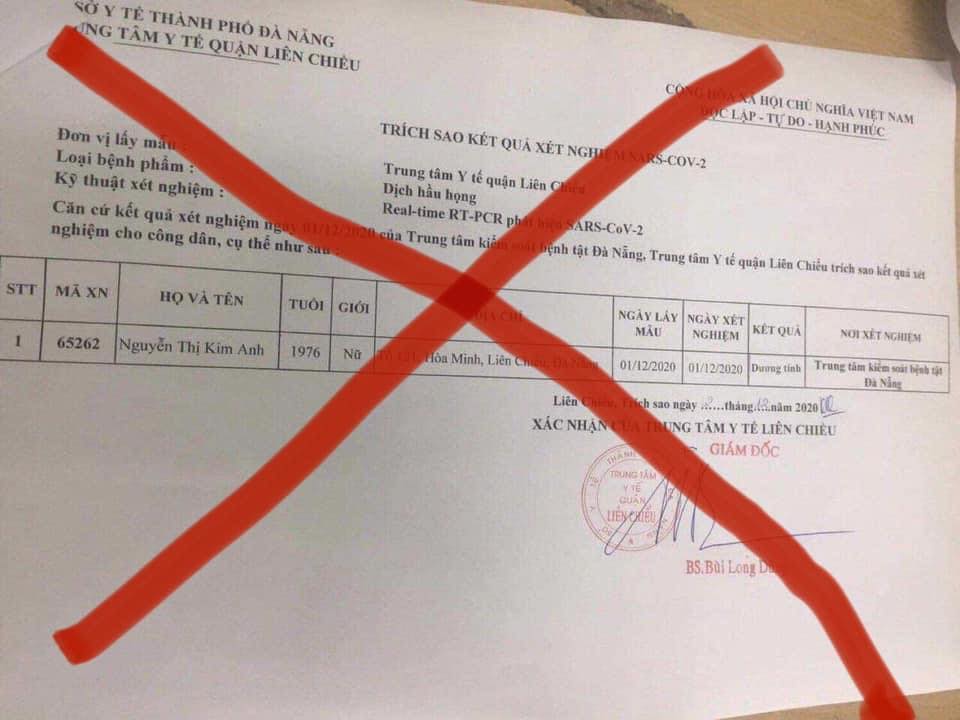 SỞ Y TẾ THÀNH PHỐ ĐÀ NẴNG
TÂM Y TẾ QUẬN LIÊN CHIỂU
CỘNG HÒA XÃ HỘI CHỦ NGHĨA VIỆT NAM
ĐỘC LẬP - TỰ DO - HẠNH PHÚC
TRÍCH SAO KẾT QUẢ XÉT NGHIỆM SARS-COV-2
Đơn vị lấy mẫu : Trung tâm Y tế quận Liên Chiểu
Loại bệnh phẩm : Dịch hầu họng
Kỹ thuật xét nghiệm : Real-time RT-PCR phát hiện SARS-CoV-2
Căn cứ kết quả xét nghiệm ngày 01/12/2020 của Trung tâm kiểm soát bệnh tật Đà Nẵng, Trung tâm Y tế quận Liên Chiểu trích sao kết quả xét
nghiệm cho công dân, cụ thể như sau :
STT MÃ XN HỌ VÀ TÊN TUỔI GIỚI ĐỊA CHỈ NGÀY LẤY MẪU NGÀY XÉT NGHIỆM KẾT QUẢ NƠI XÉT NGHIỆM
1 65262 Nguyễn Thị Kim Anh 1976 Nữ Hòa Minh, Liên Chiểu, Đà Nẵng 01/12/2020 01/12/2020 Dương tính Trung tâm kiểm soát bệnh tật Đà Nẵng
Liên Chiểu, Trích sao ngày ...2...tháng.12.năm 2020
XÁC NHẬN CỦA TRUNG TÂM Y TẾ LIÊN CHIỂU
GIÁM ĐỐC
TRUNG TÂM
Y TẾ
QUẬN
LIÊN CHIỂU
BS.Bùi Long